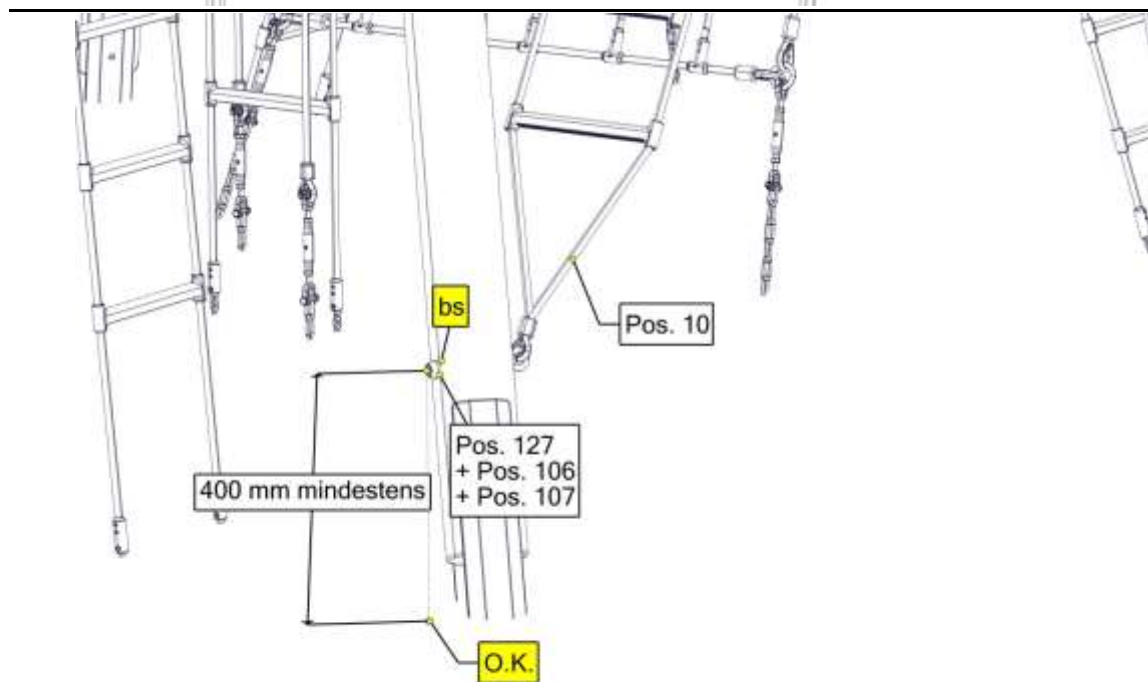 bs
Pos. 10
Pos. 127
+ Pos. 106
+ Pos. 107
400 mm mindestens
O.K.